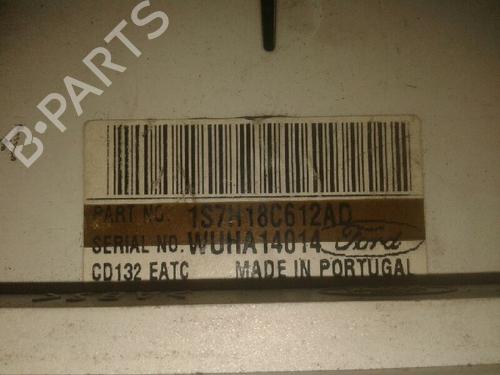 B-PARTS
PART NO. 1S7H18C612AD
SERIAL NO. WUHA14014 Ford
CD132 EATC MADE IN PORTUGAL